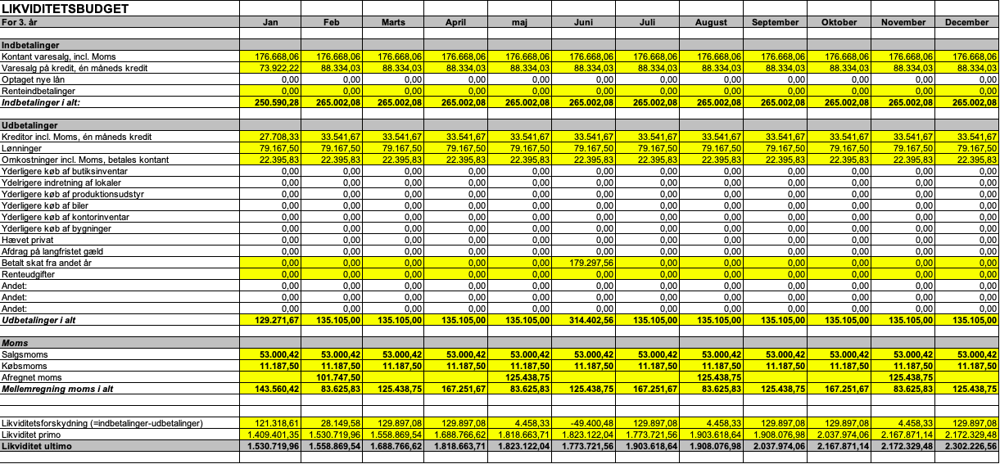 LIKVIDITETSBUDGET
For 3. år Jan Feb Marts April maj Juni Juli August September Oktober November December
Indbetalinger
Kontant varesalg, incl. Moms 176.668,06 176.668,06 176.668,06 176.668,06 176.668,06 176.668,06 176.668,06 176.668,06 176.668,06 176.668,06 176.668,06 176.668,06
Varesalg på kredit, én måneds kredit 73.922,22 88.334,03 88.334,03 88.334,03 88.334,03 88.334,03 88.334,03 88.334,03 88.334,03 88.334,03 88.334,03 88.334,03
Optaget nye lån 0,00 0,00 0,00 0,00 0,00 0,00 0,00 0,00 0,00 0,00 0,00 0,00
Renteindbetalinger 0,00 0,00 0,00 0,00 0,00 0,00 0,00 0,00 0,00 0,00 0,00 0,00
Indbetalinger i alt: 250.590,28 265.002,08 265.002,08 265.002,08 265.002,08 265.002,08 265.002,08 265.002,08 265.002,08 265.002,08 265.002,08 265.002,08
Udbetalinger
Kreditor incl. Moms, én måneds kredit 27.708,33 33.541,67 33.541,67 33.541,67 33.541,67 33.541,67 33.541,67 33.541,67 33.541,67 33.541,67 33.541,67 33.541,67
Lønninger 79.167,50 79.167,50 79.167,50 79.167,50 79.167,50 79.167,50 79.167,50 79.167,50 79.167,50 79.167,50 79.167,50 79.167,50
Omkostninger incl. Moms, betales kontant 22.395,83 22.395,83 22.395,83 22.395,83 22.395,83 22.395,83 22.395,83 22.395,83 22.395,83 22.395,83 22.395,83 22.395,83
Yderligere køb af butiksinventar 0,00 0,00 0,00 0,00 0,00 0,00 0,00 0,00 0,00 0,00 0,00 0,00
Ydelrigere indretning af lokaler 0,00 0,00 0,00 0,00 0,00 0,00 0,00 0,00 0,00 0,00 0,00 0,00
Yderligere køb af produktionsudstyr 0,00 0,00 0,00 0,00 0,00 0,00 0,00 0,00 0,00 0,00 0,00 0,00
Yderligere køb af biler 0,00 0,00 0,00 0,00 0,00 0,00 0,00 0,00 0,00 0,00 0,00 0,00
Yderligere køb af kontorinventar 0,00 0,00 0,00 0,00 0,00 0,00 0,00 0,00 0,00 0,00 0,00 0,00
Yderligere køb af bygninger 0,00 0,00 0,00 0,00 0,00 0,00 0,00 0,00 0,00 0,00 0,00 0,00
Hævet privat 0,00 0,00 0,00 0,00 0,00 0,00 0,00 0,00 0,00 0,00 0,00 0,00
Afdrag på langfristet gæld 0,00 0,00 0,00 0,00 0,00 0,00 0,00 0,00 0,00 0,00 0,00 0,00
Betalt skat fra andet år 0,00 0,00 0,00 0,00 0,00 179.297,56 0,00 0,00 0,00 0,00 0,00 0,00
Renteudgifter 0,00 0,00 0,00 0,00 0,00 0,00 0,00 0,00 0,00 0,00 0,00 0,00
Andet: 0,00 0,00 0,00 0,00 0,00 0,00 0,00 0,00 0,00 0,00 0,00 0,00
Andet: 0,00 0,00 0,00 0,00 0,00 0,00 0,00 0,00 0,00 0,00 0,00 0,00
Andet: 0,00 0,00 0,00 0,00 0,00 0,00 0,00 0,00 0,00 0,00 0,00 0,00
Udbetalinger i alt 129.271,67 135.105,00 135.105,00 135.105,00 135.105,00 314.402,56 135.105,00 135.105,00 135.105,00 135.105,00 135.105,00 135.105,00
Moms
Salgsmoms 53.000,42 53.000,42 53.000,42 53.000,42 53.000,42 53.000,42 53.000,42 53.000,42 53.000,42 53.000,42 53.000,42 53.000,42
Købsmoms 11.187,50 11.187,50 11.187,50 11.187,50 11.187,50 11.187,50 11.187,50 11.187,50 11.187,50 11.187,50 11.187,50 11.187,50
Afregnet moms 101.747,50 125.438,75 125.438,75 125.438,75
Mellemregning moms i alt 143.560,42 83.625,83 125.438,75 167.251,67 83.625,83 125.438,75 167.251,67 83.625,83 125.438,75 167.251,67 83.625,83 125.438,75
Likviditetsforskydning (=indbetalinger-udbetalinger) 121.318,61 28.149,58 129.897,08 129.897,08 4.458,33 -49.400,48 129.897,08 4.458,33 129.897,08 129.897,08 4.458,33 129.897,08
Likviditet primo 1.409.401,35 1.530.719,96 1.558.869,54 1.688.766,62 1.818.663,71 1.823.122,04 1.773.721,56 1.903.618,64 1.908.076,98 2.037.974,06 2.167.871,14 2.172.329,48
Likviditet ultimo 1.530.719,96 1.558.869,54 1.688.766,62 1.818.663,71 1.823.122,04 1.773.721,56 1.903.618,64 1.908.076,98 2.037.974,06 2.167.871,14 2.172.329,48 2.302.226,56